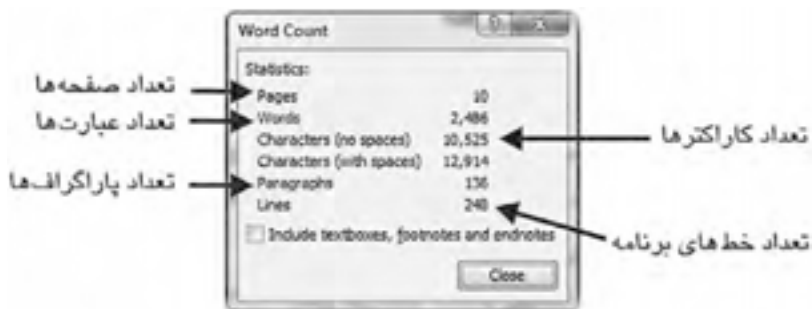 Word Count
Statistics:
تعداد صفحه‌ها
Pages 10
تعداد عبارت‌ها
Words 2,486
Characters (no spaces) 10,525
تعداد کاراکترها
Characters (with spaces) 12,914
تعداد پاراگراف‌ها
Paragraphs 136
Lines 248
تعداد خط‌های برنامه
Include textboxes, footnotes and endnotes
Close